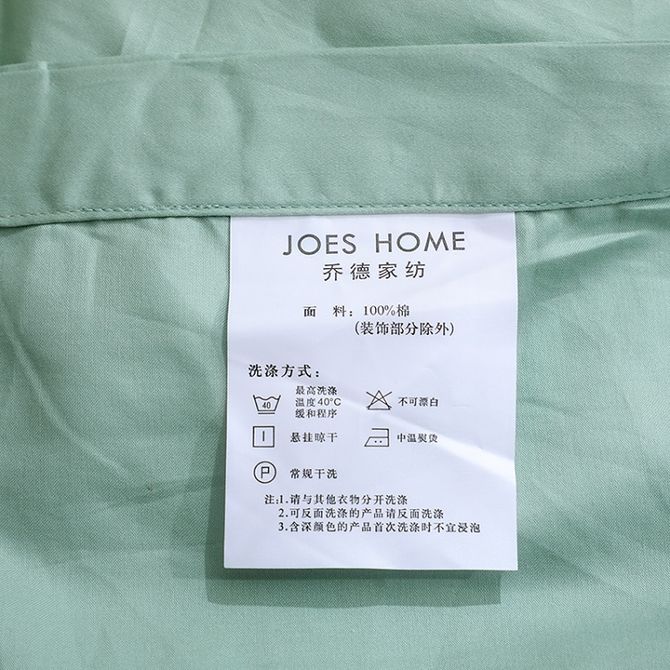 JOES HOME
乔德家纺
面 料：100%棉
(装饰部分除外)
洗涤方式：
40
最高洗涤
温度40°C
缓和程序
不可漂白
悬挂晾干
中温熨烫
P
常规干洗
注：1.请与其他衣物分开洗涤
2.可反面洗涤的产品请反面洗涤
3.含深颜色的产品首次洗涤时不宜浸泡